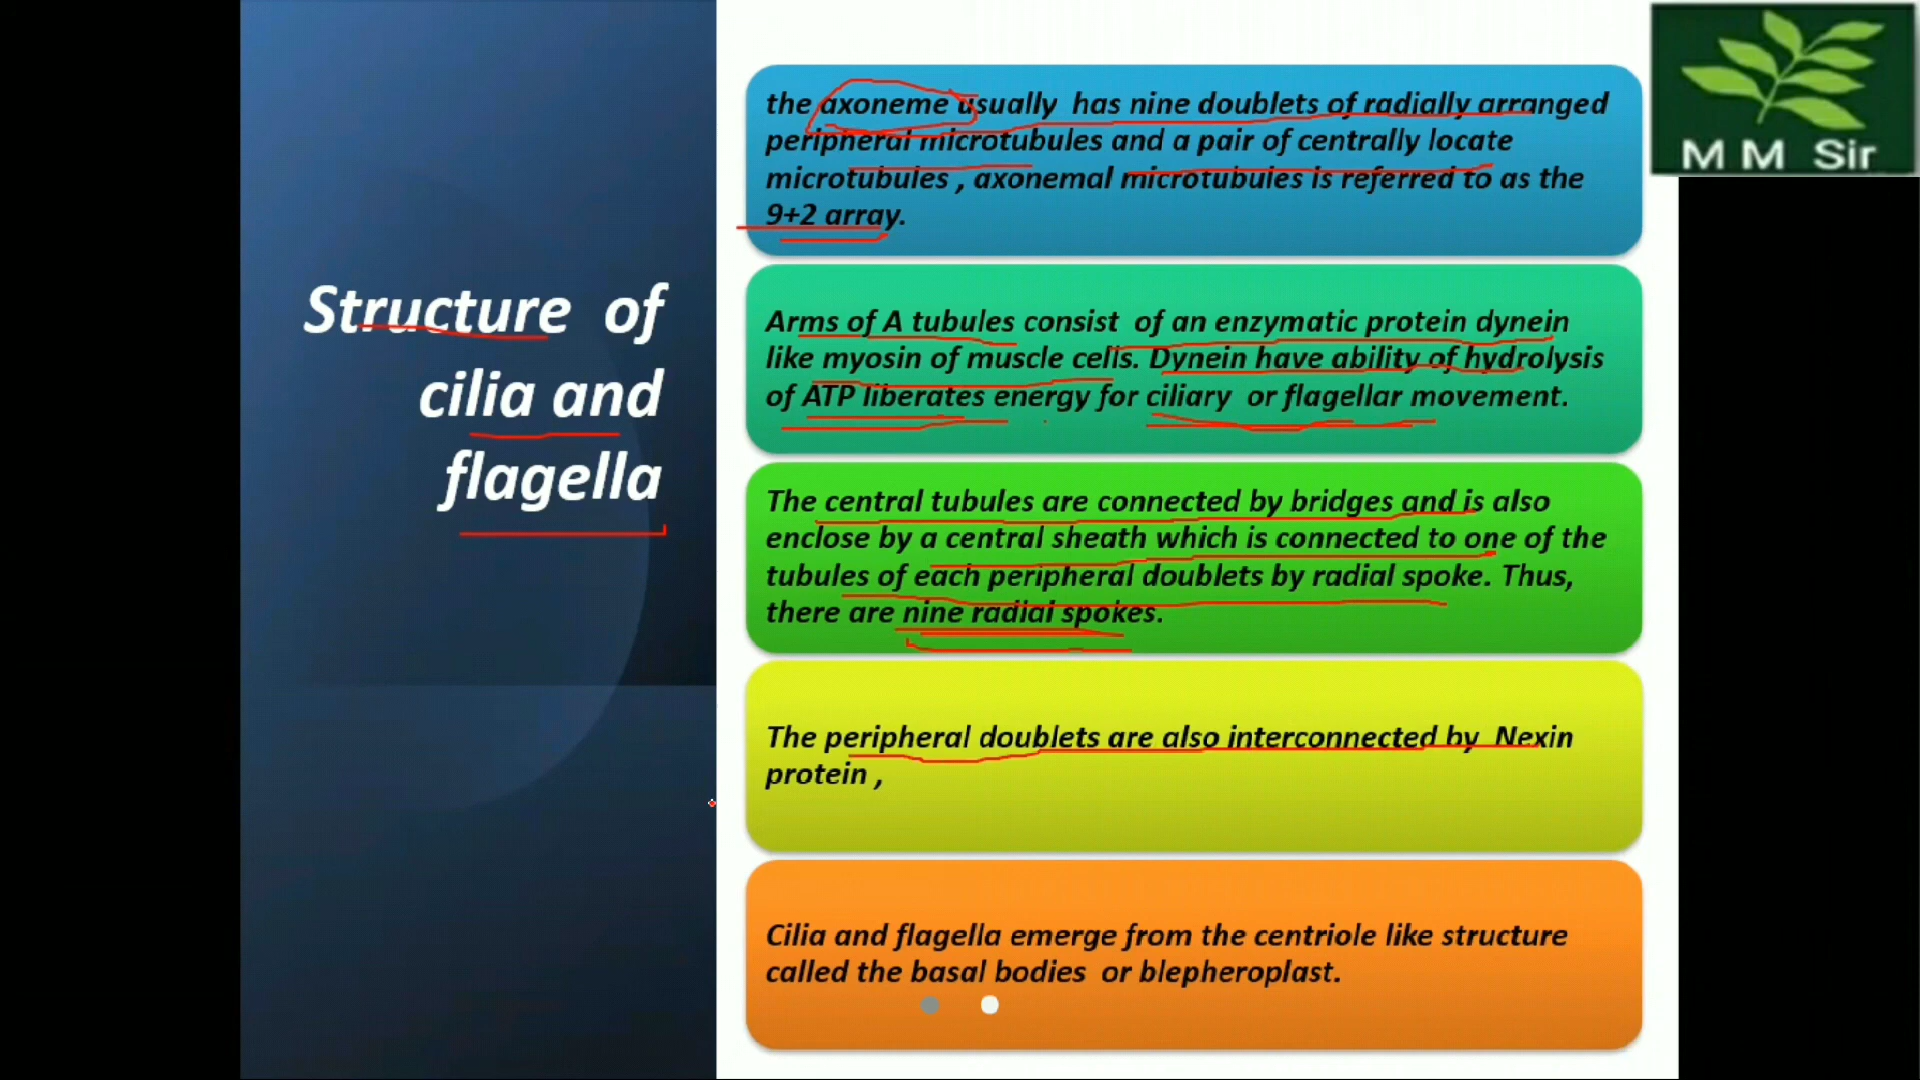 Structure of
cilia and
flagella
the axoneme usually has nine doublets of radially arranged
peripheral microtubules and a pair of centrally locate
microtubules , axonemal microtubules is referred to as the
9+2 array.
Arms of A tubules consist of an enzymatic protein dynein
like myosin of muscle cells. Dynein have ability of hydrolysis
of ATP liberates energy for ciliary or flagellar movement.
The central tubules are connected by bridges and is also
enclose by a central sheath which is connected to one of the
tubules of each peripheral doublets by radial spoke. Thus,
there are nine radial spokes.
The peripheral doublets are also interconnected by Nexin
protein ,
Cilia and flagella emerge from the centriole like structure
called the basal bodies or blepheroplast.
M M Sir